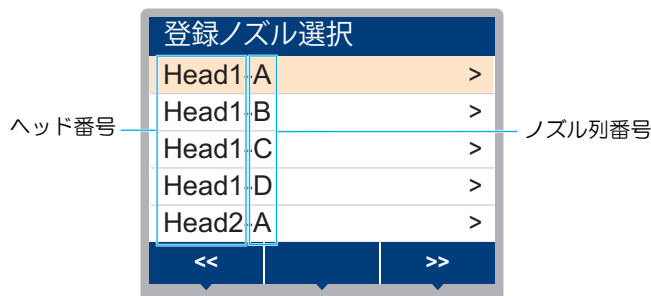 登録ノズル選択
Head1-A >
Head1-B >
Head1-C >
Head1-D >
Head2-A >
<< >>
ヘッド番号
ノズル列番号